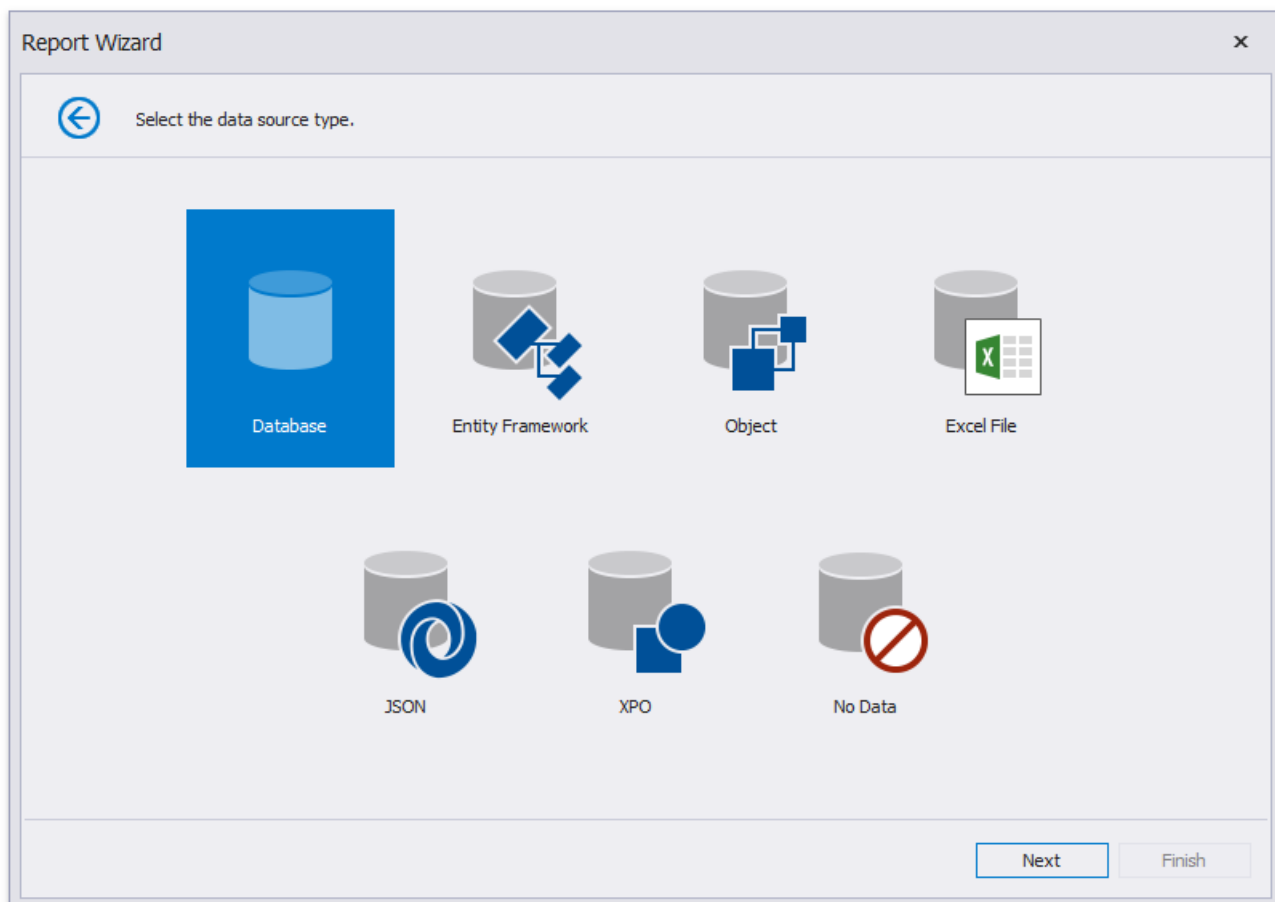 Report Wizard
Select the data source type.
Database
Entity Framework
Object
Excel File
X
JSON
XPO
No Data
Next
Finish